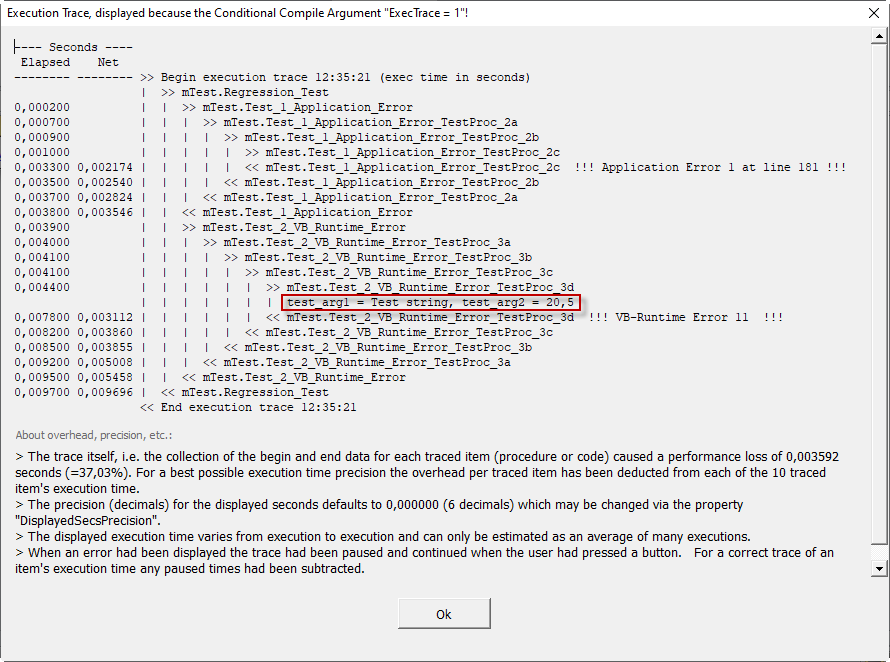 Execution Trace, displayed because the Conditional Compile Argument "ExecTrace = 1"!
|---- Seconds ----
 Elapsed    Net
-------- -------- >> Begin execution trace 12:35:21 (exec time in seconds)
                  |  >> mTest.Regression_Test
0,000200          |  |  >> mTest.Test_1_Application_Error
0,000700          |  |  |  >> mTest.Test_1_Application_Error_TestProc_2a
0,000900          |  |  |  |  >> mTest.Test_1_Application_Error_TestProc_2b
0,001000          |  |  |  |  |  >> mTest.Test_1_Application_Error_TestProc_2c
0,003300 0,002174 |  |  |  |  |  << mTest.Test_1_Application_Error_TestProc_2c  !!! Application Error 1 at line 181 !!!
0,003500 0,002540 |  |  |  |  << mTest.Test_1_Application_Error_TestProc_2b
0,003700 0,002824 |  |  |  << mTest.Test_1_Application_Error_TestProc_2a
0,003800 0,003546 |  |  << mTest.Test_1_Application_Error
0,003900          |  |  >> mTest.Test_2_VB_Runtime_Error
0,004000          |  |  |  >> mTest.Test_2_VB_Runtime_Error_TestProc_3a
0,004100          |  |  |  |  >> mTest.Test_2_VB_Runtime_Error_TestProc_3b
0,004100          |  |  |  |  |  >> mTest.Test_2_VB_Runtime_Error_TestProc_3c
0,004400          |  |  |  |  |  |  >> mTest.Test_2_VB_Runtime_Error_TestProc_3d
                  |  |  |  |  |  |  | test_arg1 = Test string, test_arg2 = 20,5
0,007800 0,003112 |  |  |  |  |  |  << mTest.Test_2_VB_Runtime_Error_TestProc_3d  !!! VB-Runtime Error 11  !!!
0,008200 0,003860 |  |  |  |  |  << mTest.Test_2_VB_Runtime_Error_TestProc_3c
0,008500 0,003855 |  |  |  |  << mTest.Test_2_VB_Runtime_Error_TestProc_3b
0,009200 0,005008 |  |  |  << mTest.Test_2_VB_Runtime_Error_TestProc_3a
0,009500 0,005458 |  |  << mTest.Test_2_VB_Runtime_Error
0,009700 0,009696 |  << mTest.Regression_Test
                  << End execution trace 12:35:21
About overhead, precision, etc.:
> The trace itself, i.e. the collection of the begin and end data for each traced item (procedure or code) caused a performance loss of 0,003592
seconds (=37,03%). For a best possible execution time precision the overhead per traced item has been deducted from each of the 10 traced
item's execution time.
> The precision (decimals) for the displayed seconds defaults to 0,000000 (6 decimals) which may be changed via the property
"DisplayedSecsPrecision".
> The displayed execution time varies from execution to execution and can only be estimated as an average of many executions.
> When an error had been displayed the trace had been paused and continued when the user had pressed a button.   For a correct trace of an
item's execution time any paused times had been subtracted.
Ok